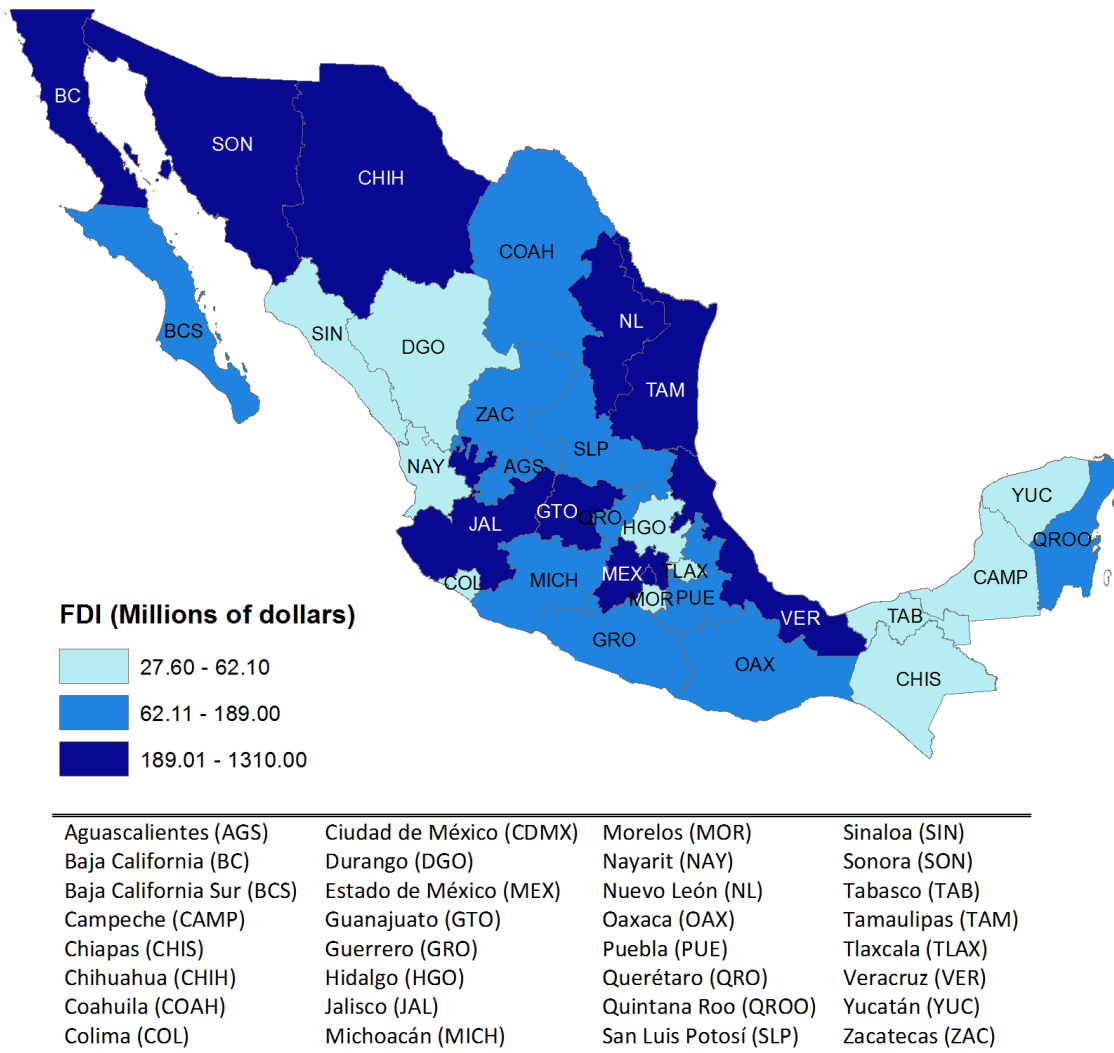 BC
SON
CHIH
COAH
NL
BCS
SIN
DGO
TAM
ZAC
SLP
NAY
AGS
YUC
GTO
QRO
HGO
JAL
QROO
MEX
TLAX
CAMP
COL
MICH
MOR
PUE
TAB
VER
GRO
OAX
CHIS
FDI (Millions of dollars)
27.60 - 62.10
62.11 - 189.00
189.01 - 1310.00
Aguascalientes (AGS) Ciudad de México (CDMX) Morelos (MOR) Sinaloa (SIN)
Baja California (BC) Durango (DGO) Nayarit (NAY) Sonora (SON)
Baja California Sur (BCS) Estado de México (MEX) Nuevo León (NL) Tabasco (TAB)
Campeche (CAMP) Guanajuato (GTO) Oaxaca (OAX) Tamaulipas (TAM)
Chiapas (CHIS) Guerrero (GRO) Puebla (PUE) Tlaxcala (TLAX)
Chihuahua (CHIH) Hidalgo (HGO) Querétaro (QRO) Veracruz (VER)
Coahuila (COAH) Jalisco (JAL) Quintana Roo (QROO) Yucatán (YUC)
Colima (COL) Michoacán (MICH) San Luis Potosí (SLP) Zacatecas (ZAC)